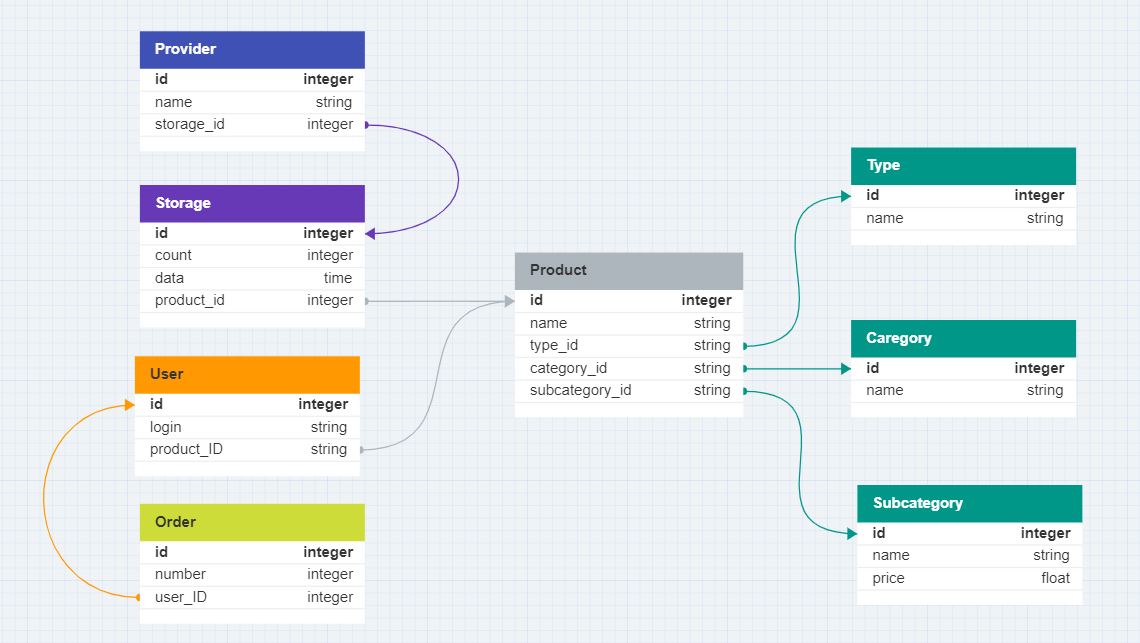 Provider
id integer
name string
storage_id integer
Storage
id integer
count integer
data time
product_id integer
User
id integer
login string
product_ID string
Order
id integer
number integer
user_ID integer
Product
id integer
name string
type_id string
category_id string
subcategory_id string
Type
id integer
name string
Caregory
id integer
name string
Subcategory
id integer
name string
price float